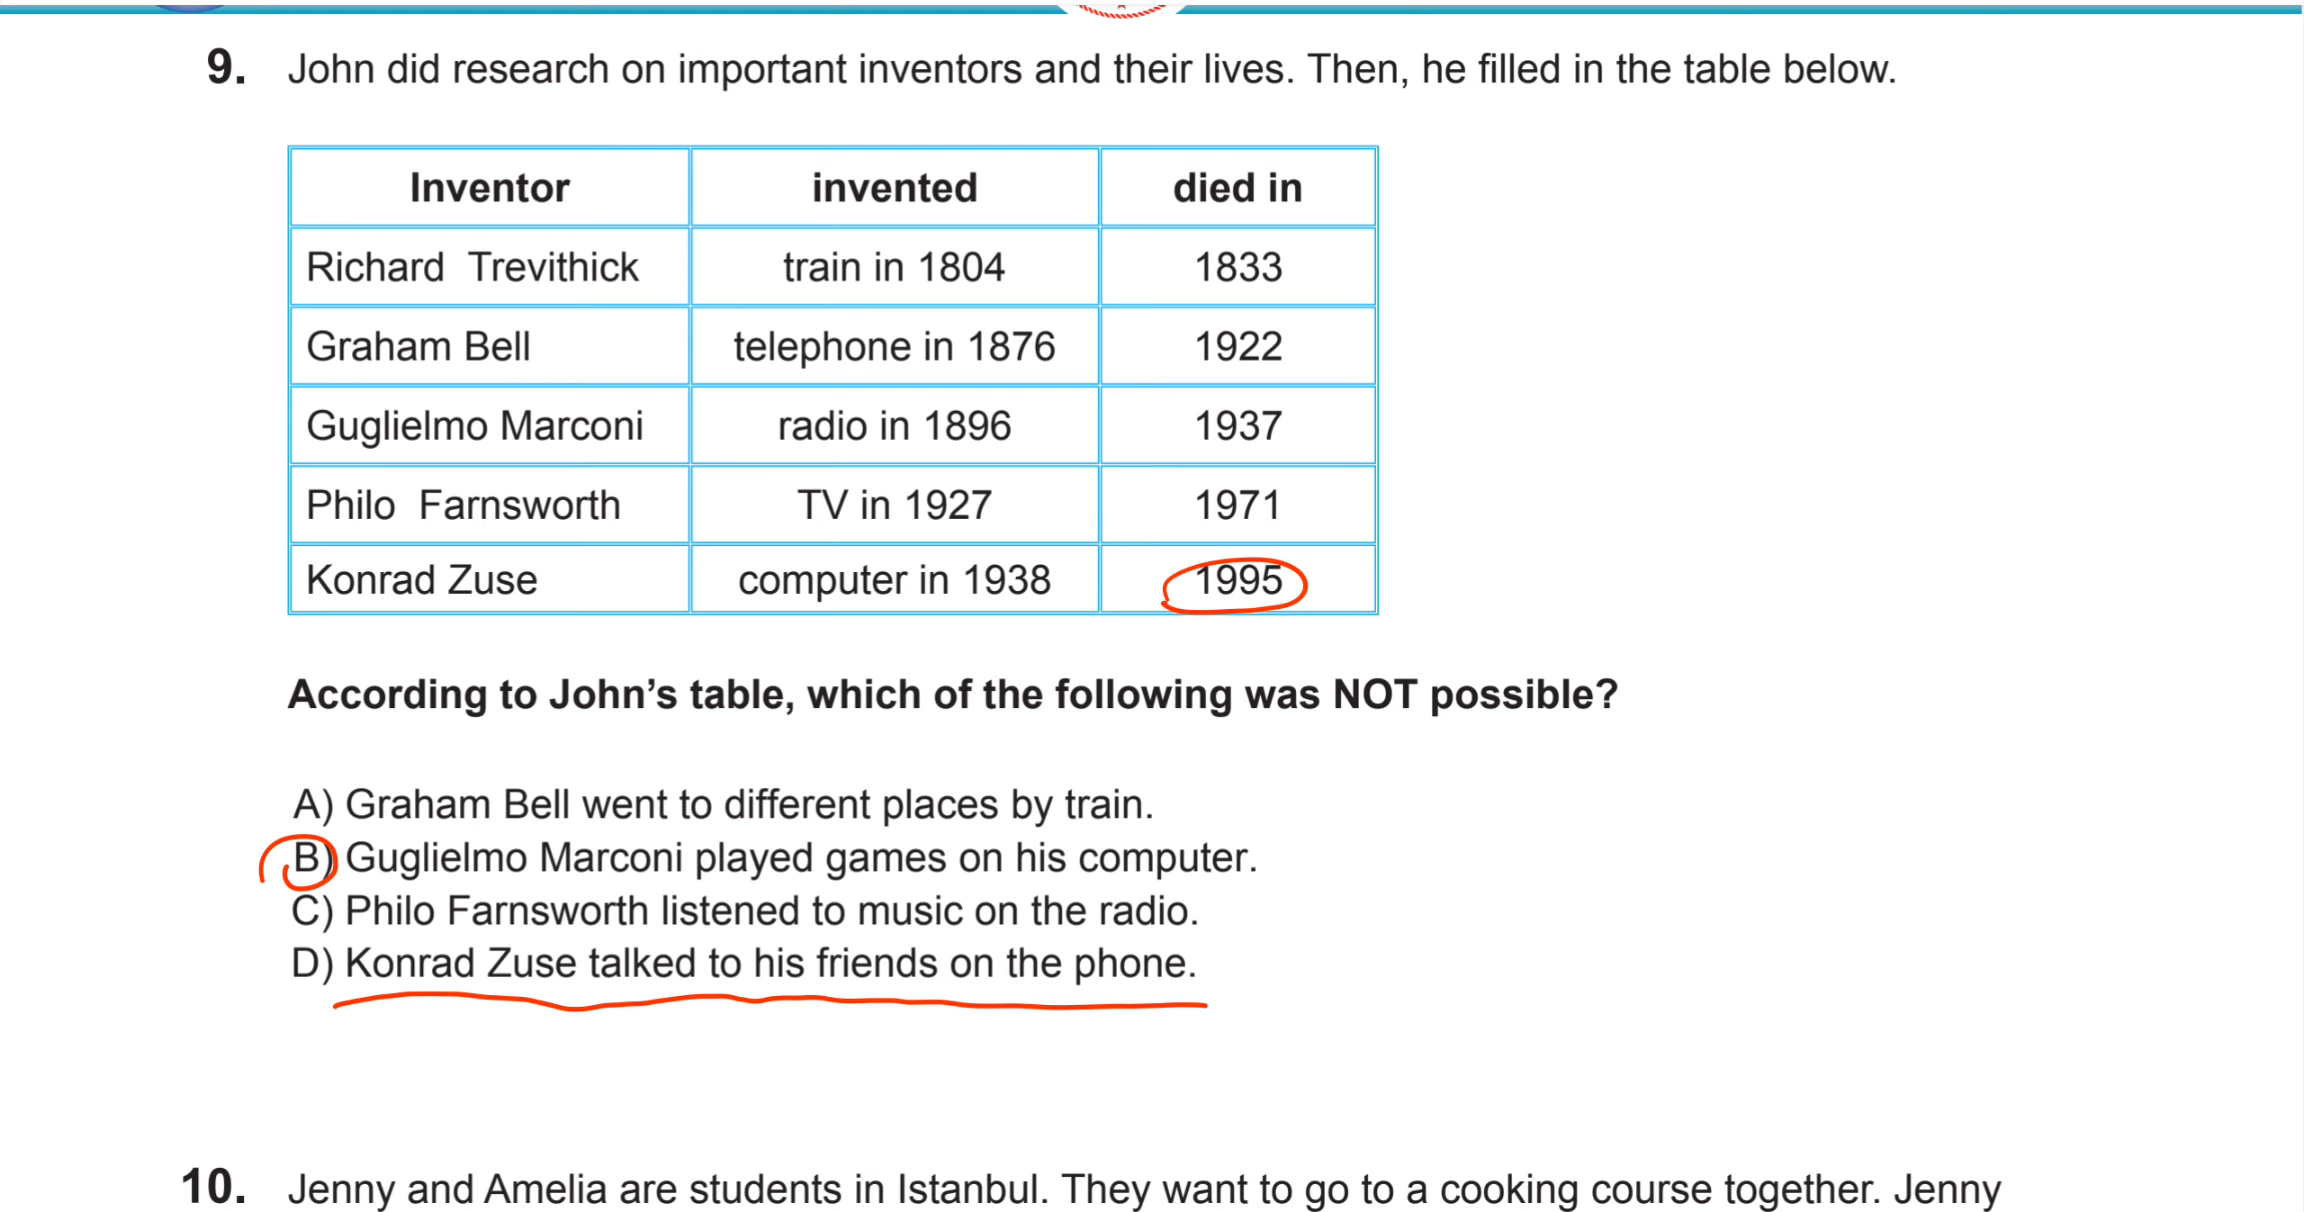 9. John did research on important inventors and their lives. Then, he filled in the table below.
Inventor invented died in
Richard Trevithick train in 1804 1833
Graham Bell telephone in 1876 1922
Guglielmo Marconi radio in 1896 1937
Philo Farnsworth TV in 1927 1971
Konrad Zuse computer in 1938 1995
According to John's table, which of the following was NOT possible?
A) Graham Bell went to different places by train.
B) Guglielmo Marconi played games on his computer.
C) Philo Farnsworth listened to music on the radio.
D) Konrad Zuse talked to his friends on the phone.
10. Jenny and Amelia are students in Istanbul. They want to go to a cooking course together. Jenny